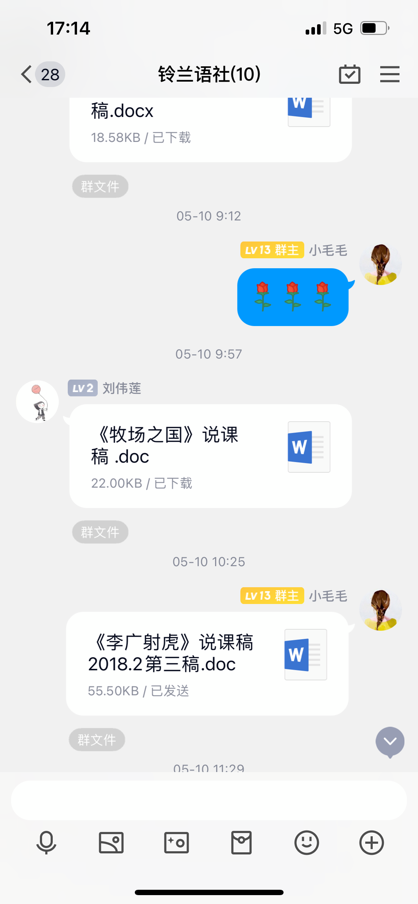 17:14
5G
28
铃兰语社(10)
稿.docx
W
18.58KB / 已下载
群文件
05-10 9:12
LV13 群主 小毛毛
05-10 9:57
LV2 刘伟莲
《牧场之国》说课
稿 .doc
W
22.00KB / 已下载
群文件
05-10 10:25
LV13 群主 小毛毛
《李广射虎》说课稿
2018.2第三稿.doc
W
55.50KB / 已发送
群文件
05-10 11:29